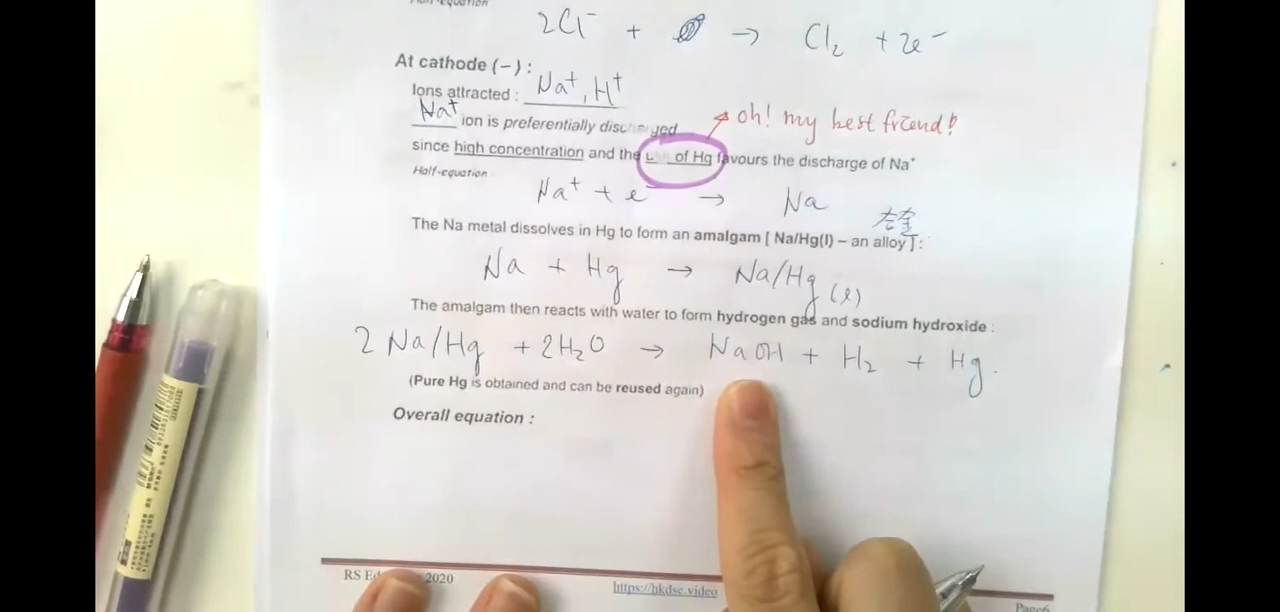 2Cl⁻ + → Cl₂ + 2e⁻
At cathode (−) :
Ions attracted : Na⁺, H⁺
oh! my best friend!
Na⁺ ion is preferentially discharged
since high concentration and the of Hg favours the discharge of Na⁺
Half-equation
Na⁺ + e⁻ → Na
The Na metal dissolves in Hg to form an amalgam [ Na/Hg(l) – an alloy ] :
Na + Hg → Na/Hg (l)
The amalgam then reacts with water to form hydrogen gas and sodium hydroxide :
2 Na/Hg + 2H₂O → NaOH + H₂ + Hg.
(Pure Hg is obtained and can be reused again)
Overall equation :
RS 2020
https://hkdse.video
Page6